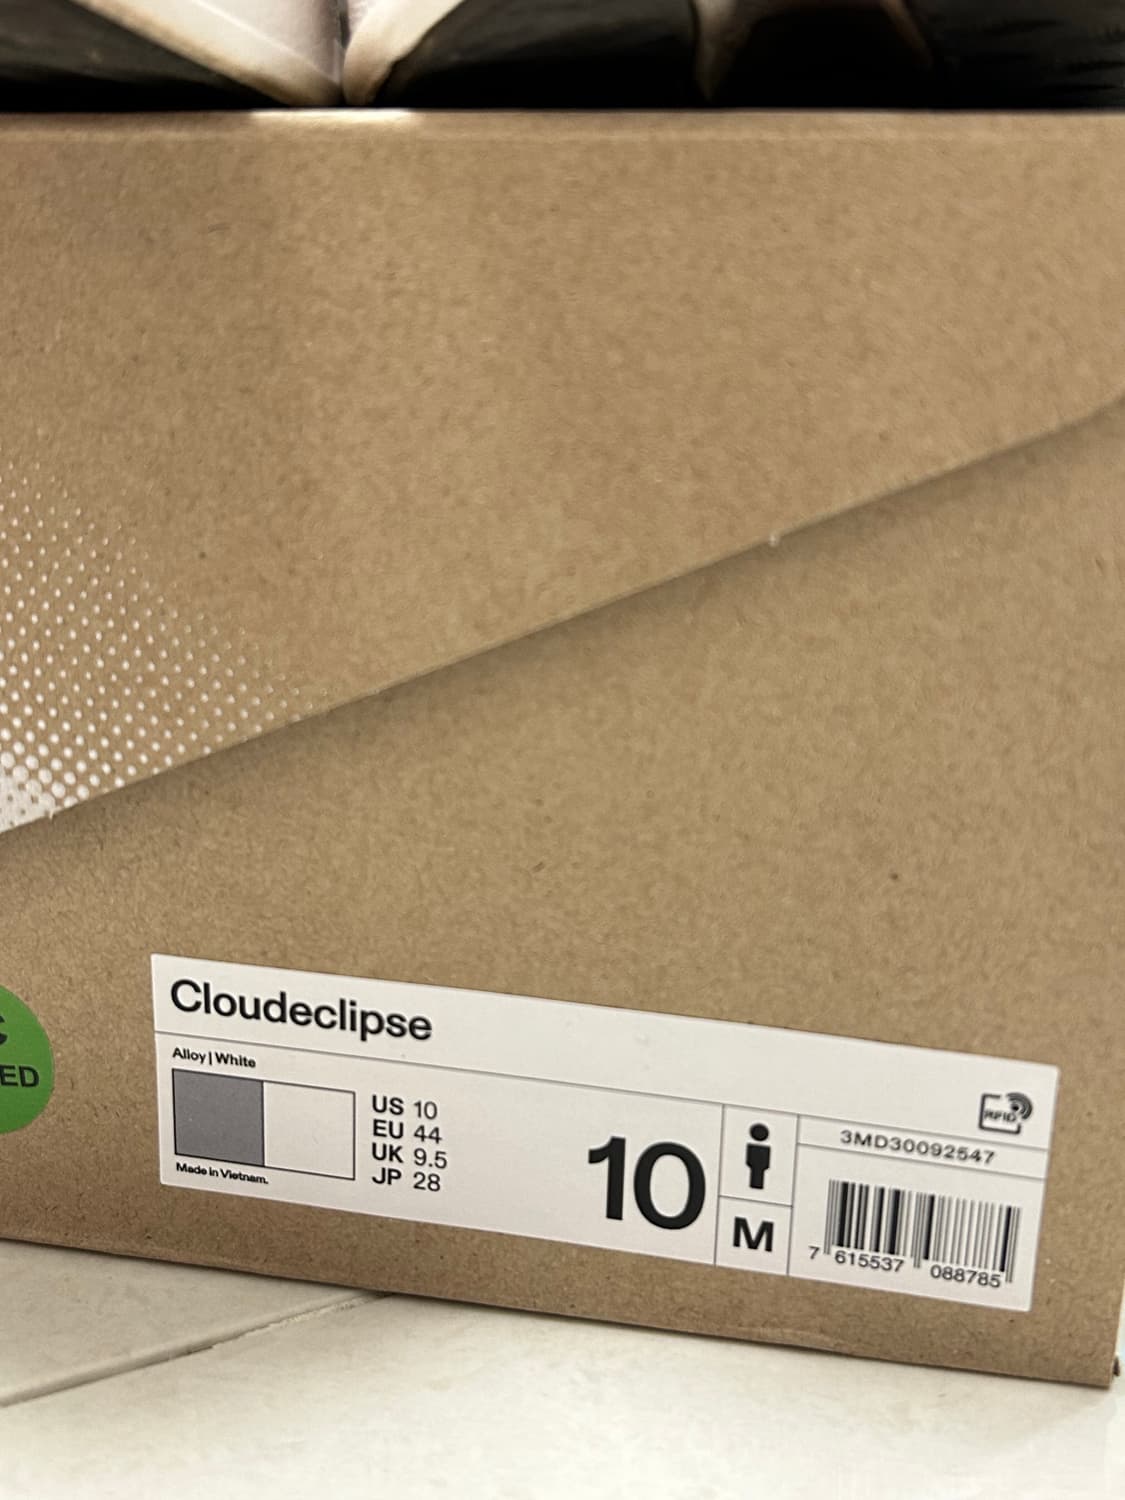 Cloudeclipse
Alloy | White
US 10
EU 44
UK 9.5
JP 28
Made in Vietnam.
10
M
RFID
3MD30092547
7 615537 088785
ED